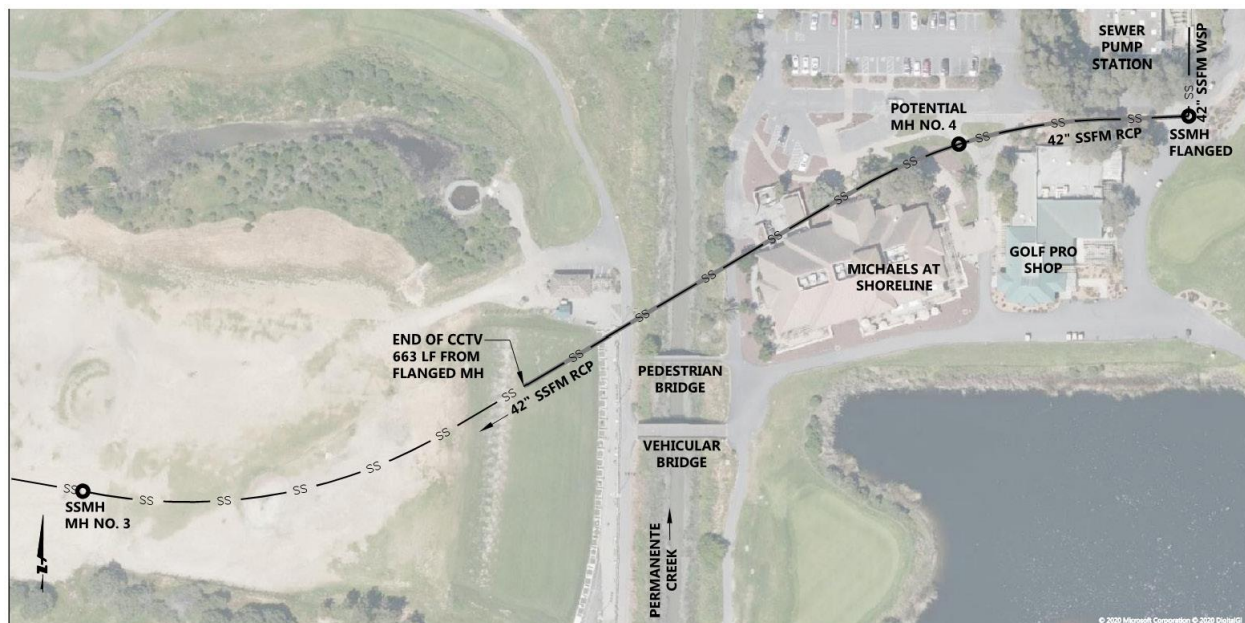 SEWER
PUMP
STATION
SS
42" SSFM WSP
POTENTIAL
MH NO. 4
SS
SS
SS
42" SSFM RCP
SSMH
FLANGED
SS
SS
SS
SS
SS
SS
GOLF PRO
SHOP
MICHAELS AT
SHORELINE
END OF CCTV
663 LF FROM
FLANGED MH
42" SSFM RCP
PEDESTRIAN
BRIDGE
VEHICULAR
BRIDGE
SS
SS
SS
SS
SS
SS
SS
SSMH
MH NO. 3
Z
PERMANENTE
CREEK
© 2020 Microsoft Corporation © 2020 DigitalGl